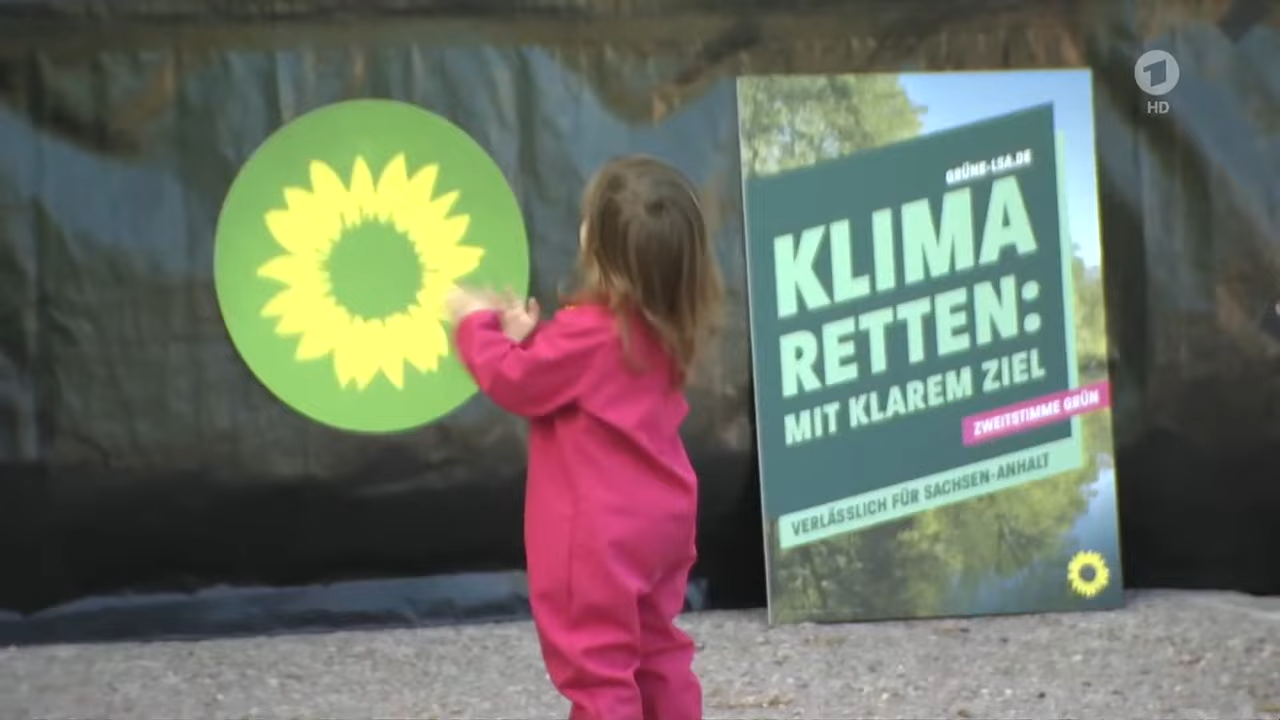 1
HD
GRÜNE-LSA.DE
KLIMA
RETTEN:
MIT KLAREM ZIEL
ZWEITSTIMME GRÜN
VERLÄSSLICH FÜR SACHSEN-ANHALT